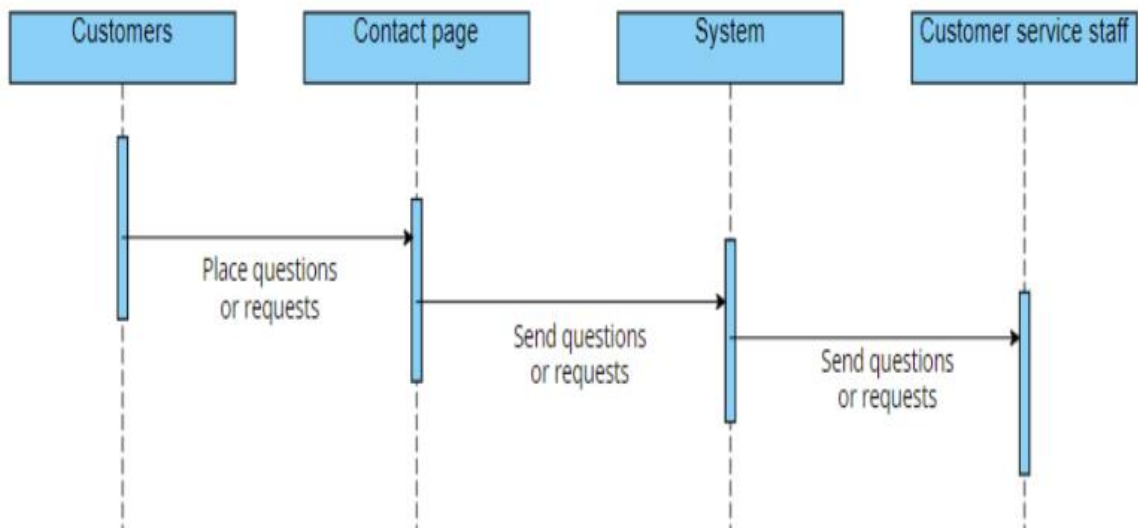 Customers
Contact page
System
Customer service staff
Place questions
or requests
Send questions
or requests
Send questions
or requests